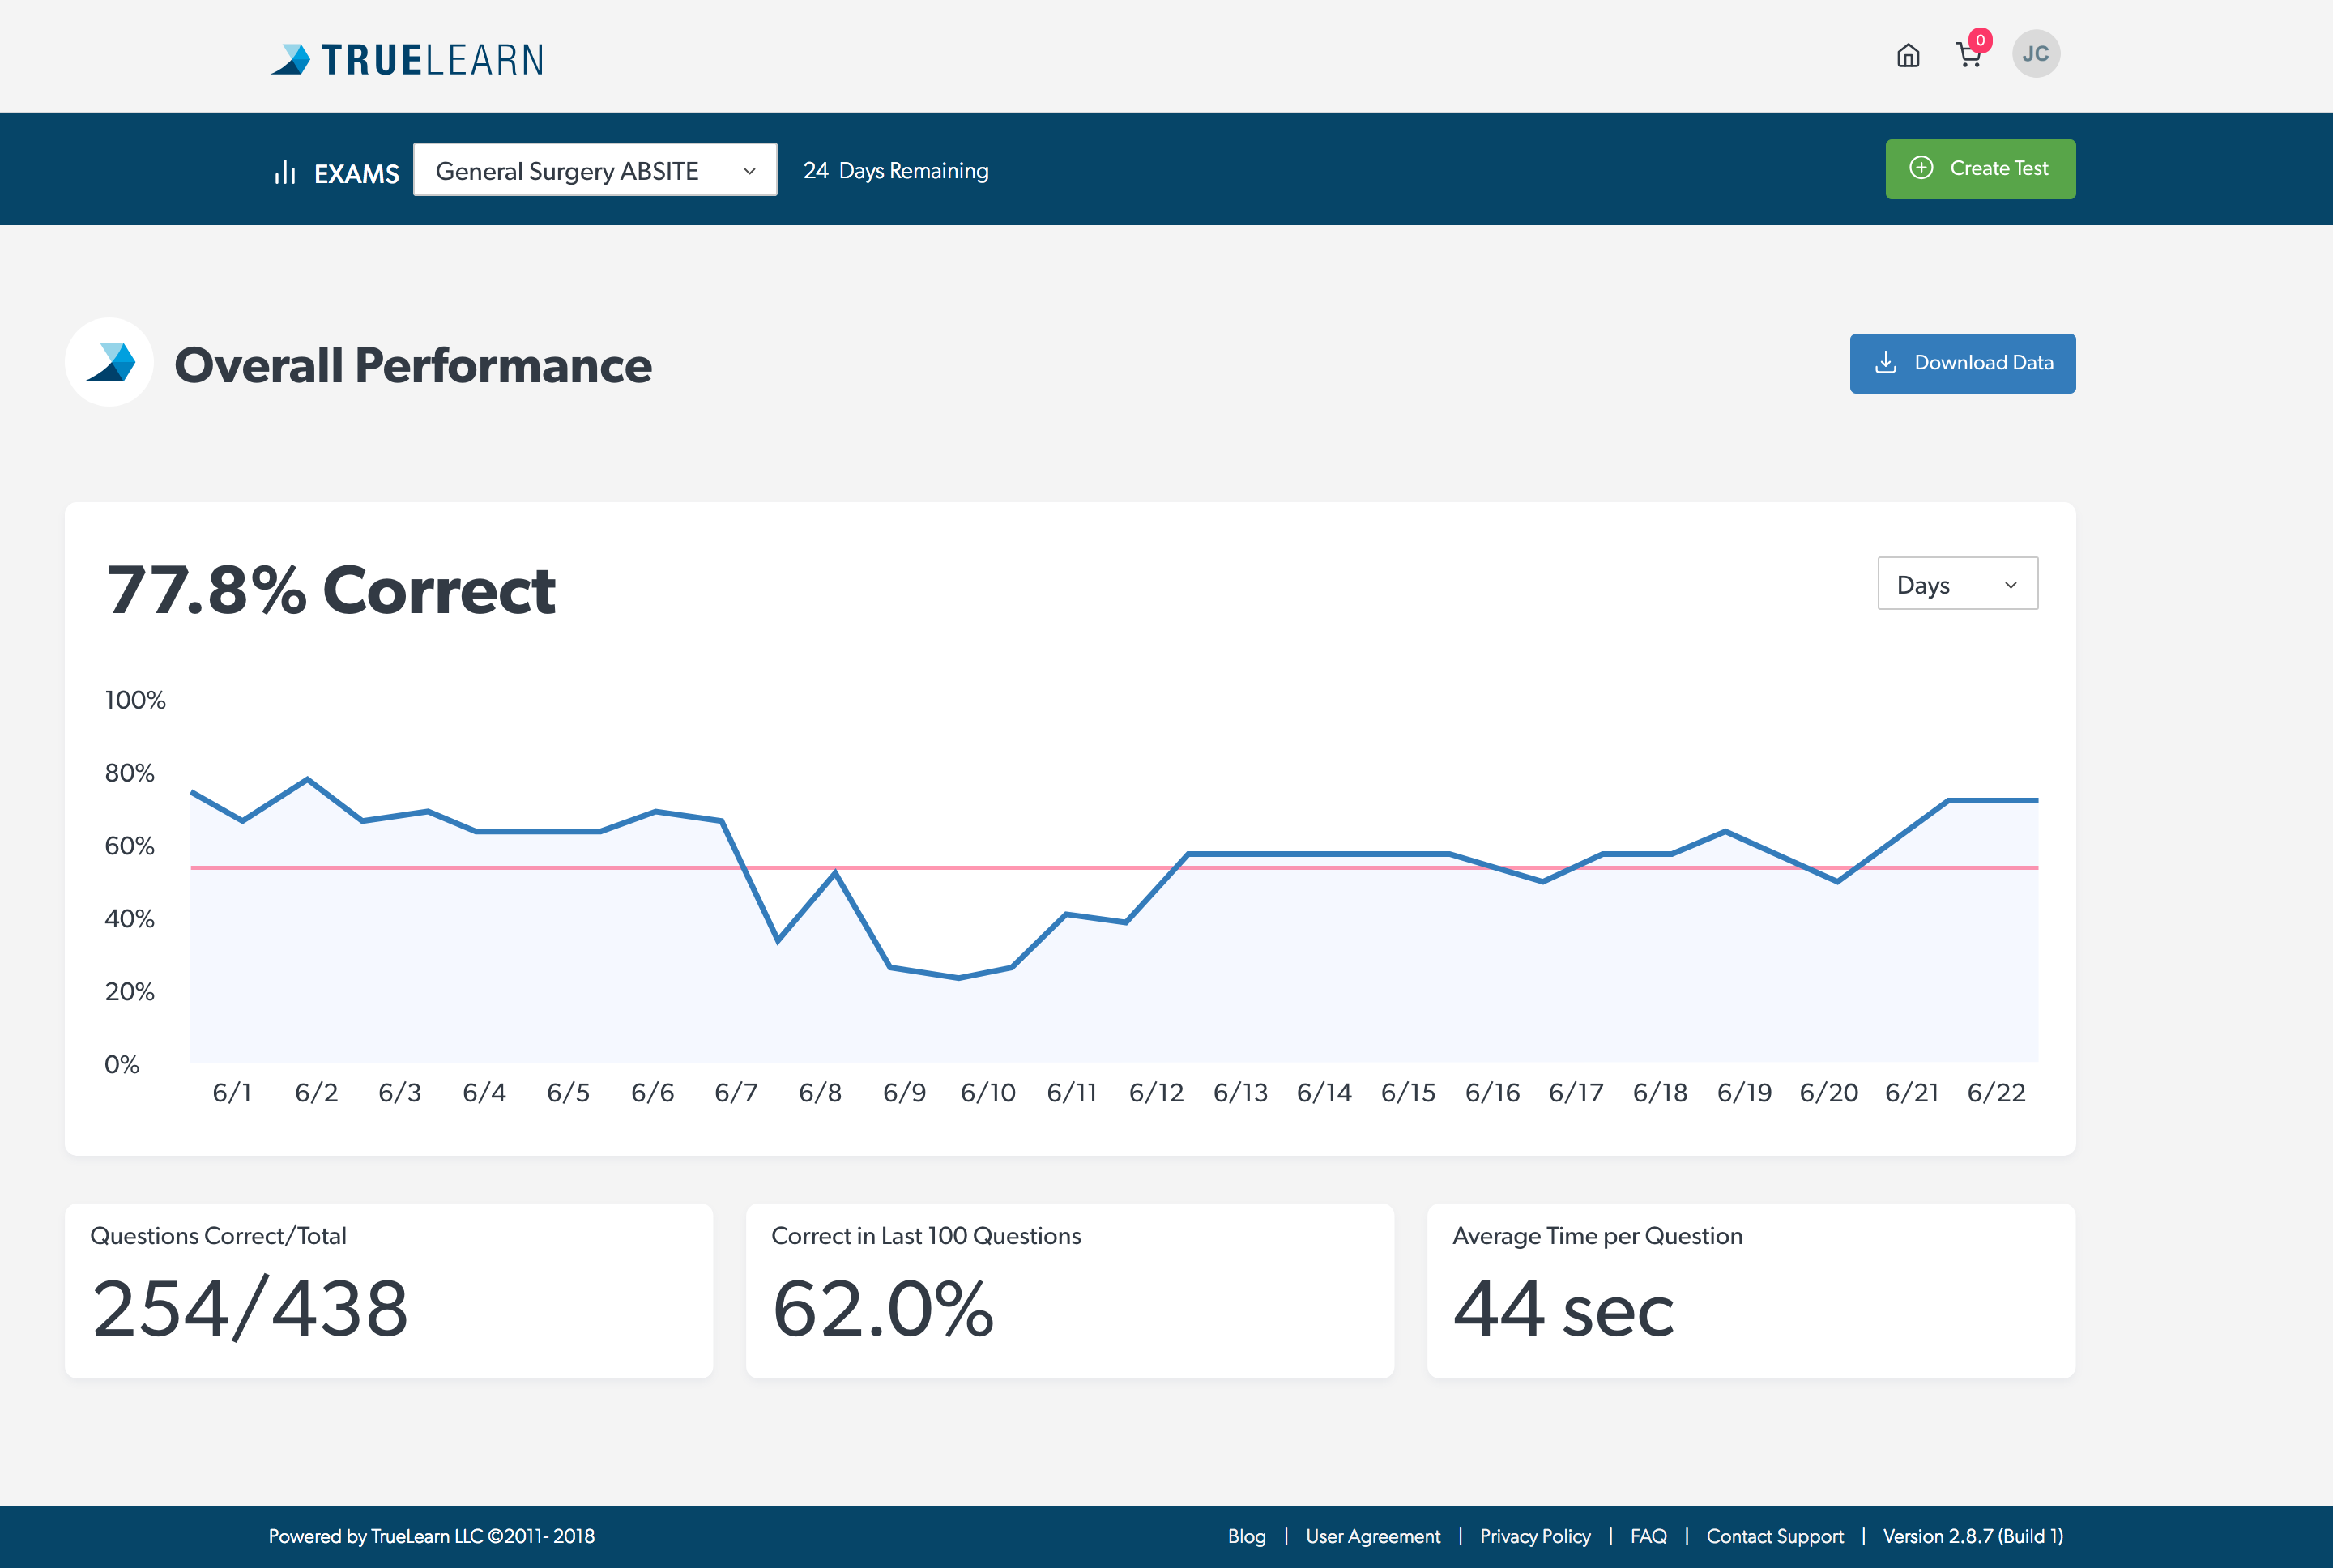 TRUELEARN
0
JC
EXAMS
General Surgery ABSITE
24 Days Remaining
Create Test
Overall Performance
Download Data
77.8% Correct
Days
100%
80%
60%
40%
20%
0%
6/1 6/2 6/3 6/4 6/5 6/6 6/7 6/8 6/9 6/10 6/11 6/12 6/13 6/14 6/15 6/16 6/17 6/18 6/19 6/20 6/21 6/22
Questions Correct/Total
254/438
Correct in Last 100 Questions
62.0%
Average Time per Question
44 sec
Powered by TrueLearn LLC ©2011- 2018
Blog | User Agreement | Privacy Policy | FAQ | Contact Support | Version 2.8.7 (Build 1)